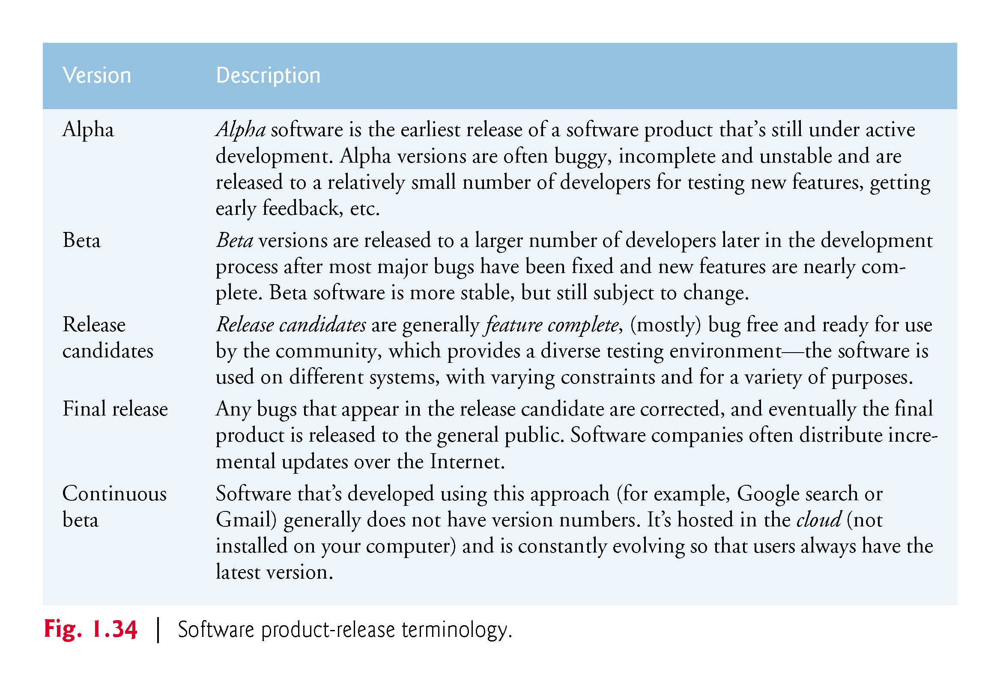 Version Description
Alpha Alpha software is the earliest release of a software product that’s still under active
development. Alpha versions are often buggy, incomplete and unstable and are
released to a relatively small number of developers for testing new features, getting
early feedback, etc.
Beta Beta versions are released to a larger number of developers later in the development
process after most major bugs have been fixed and new features are nearly com-
plete. Beta software is more stable, but still subject to change.
Release Release candidates are generally feature complete, (mostly) bug free and ready for use
candidates by the community, which provides a diverse testing environment—the software is
used on different systems, with varying constraints and for a variety of purposes.
Final release Any bugs that appear in the release candidate are corrected, and eventually the final
product is released to the general public. Software companies often distribute incre-
mental updates over the Internet.
Continuous Software that’s developed using this approach (for example, Google search or
beta Gmail) generally does not have version numbers. It’s hosted in the cloud (not
installed on your computer) and is constantly evolving so that users always have the
latest version.
Fig. 1.34 | Software product-release terminology.